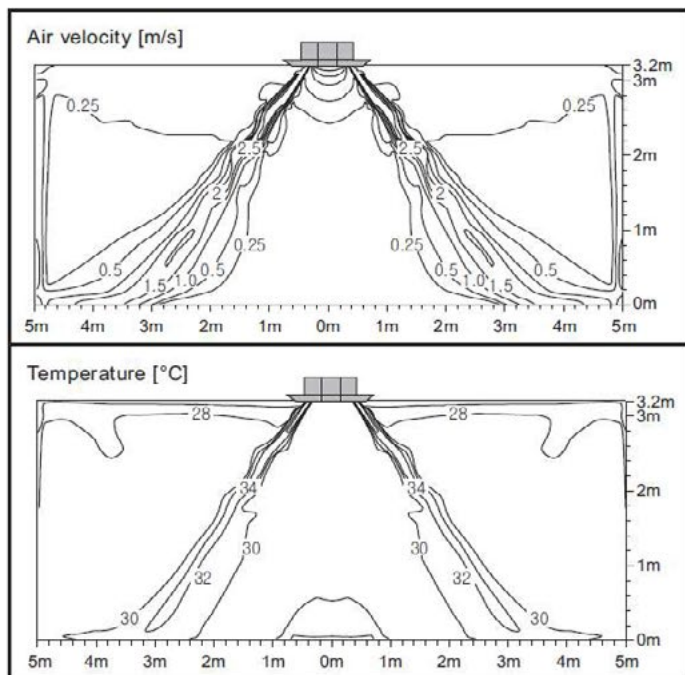 Air velocity [m/s]
3.2m
3m
0.25 0.25
2.5 2.5
2m
2 2
1m
0.25 0.25
0.5 0.5 0.5 0.5
1.0 1.0
1.5 1.5
0m
5m 4m 3m 2m 1m 0m 1m 2m 3m 4m 5m
Temperature [°C]
3.2m
28 28
3m
34 34
2m
30 30
1m
32 32
30 30
0m
5m 4m 3m 2m 1m 0m 1m 2m 3m 4m 5m